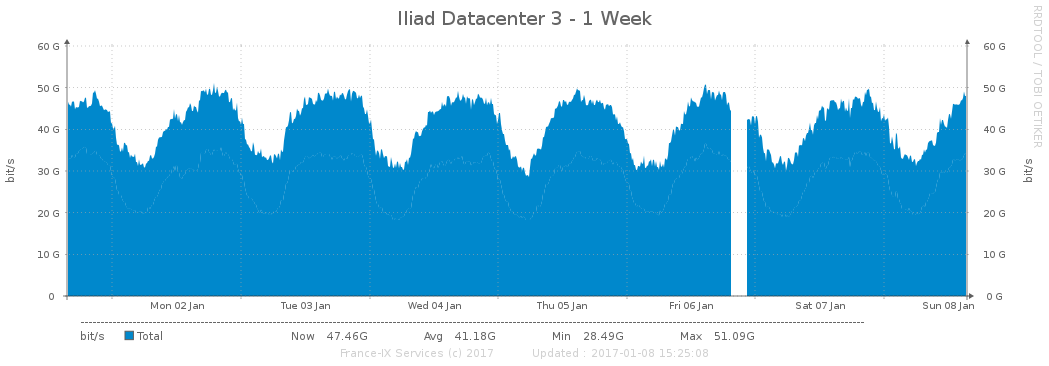 Iliad Datacenter 3 - 1 Week
RRDTOOL / TOBI OETIKER
60 G 60 G
50 G 50 G
40 G 40 G
30 G 30 G
20 G 20 G
10 G 10 G
0 0 G
bit/s bit/s
Mon 02 Jan Tue 03 Jan Wed 04 Jan Thu 05 Jan Fri 06 Jan Sat 07 Jan Sun 08 Jan
bit/s Total Now 47.46G Avg 41.18G Min 28.49G Max 51.09G
France-IX Services (c) 2017 Updated : 2017-01-08 15:25:08